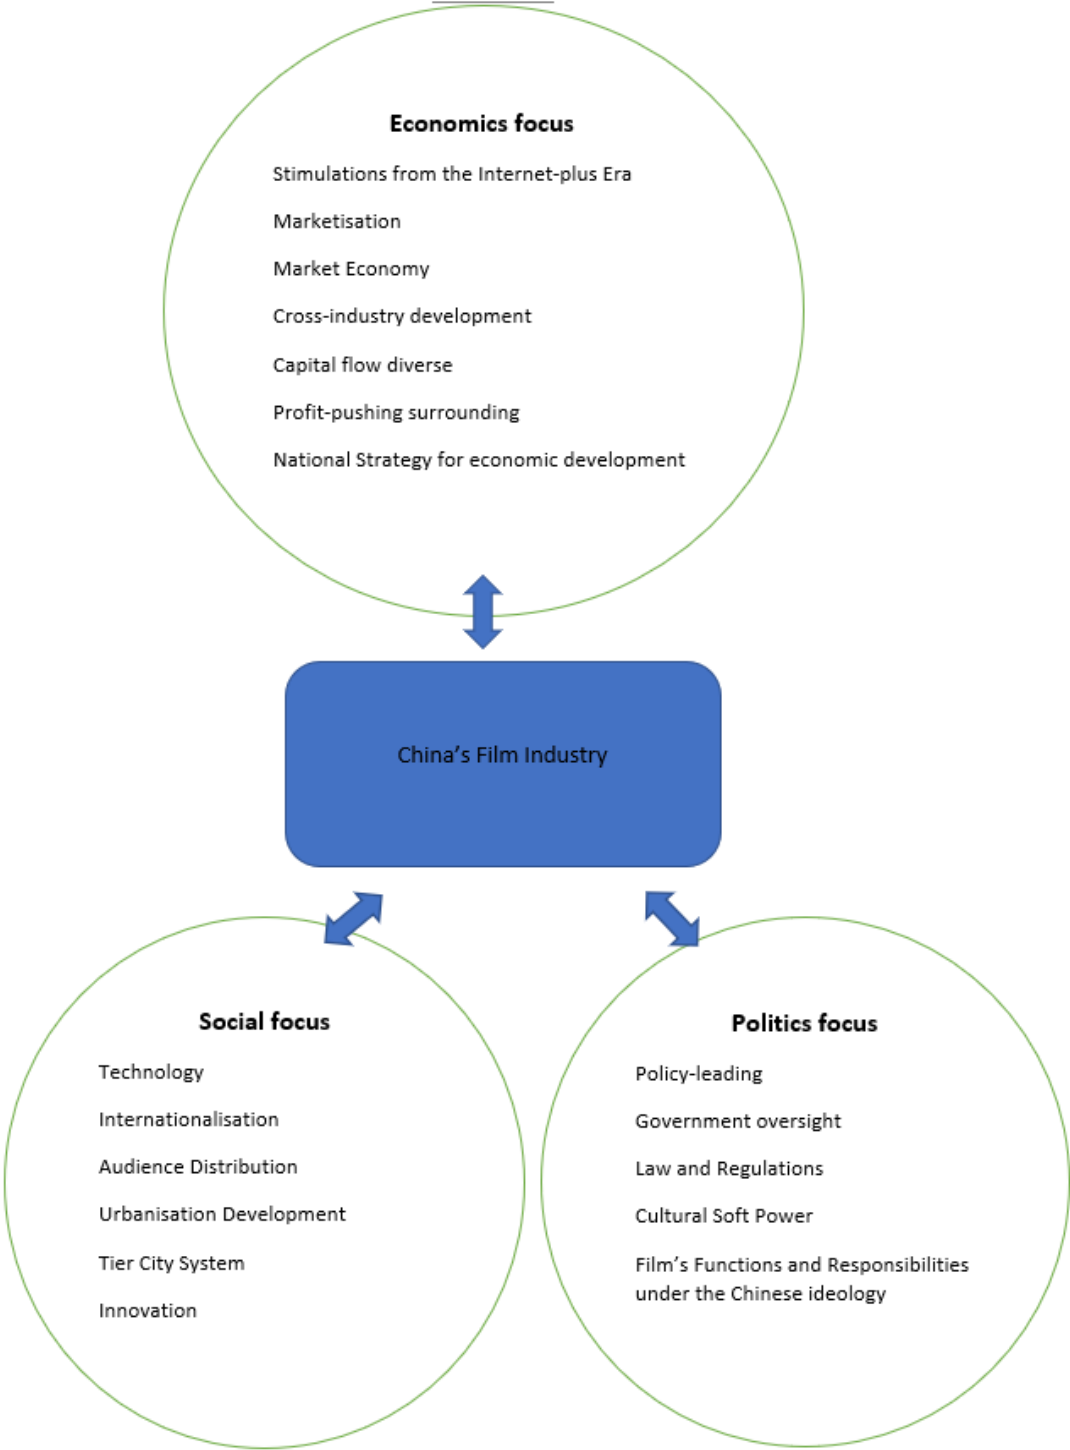 Economics focus
Stimulations from the Internet-plus Era
Marketisation
Market Economy
Cross-industry development
Capital flow diverse
Profit-pushing surrounding
National Strategy for economic development
China’s Film Industry
Social focus
Technology
Internationalisation
Audience Distribution
Urbanisation Development
Tier City System
Innovation
Politics focus
Policy-leading
Government oversight
Law and Regulations
Cultural Soft Power
Film’s Functions and Responsibilities
under the Chinese ideology